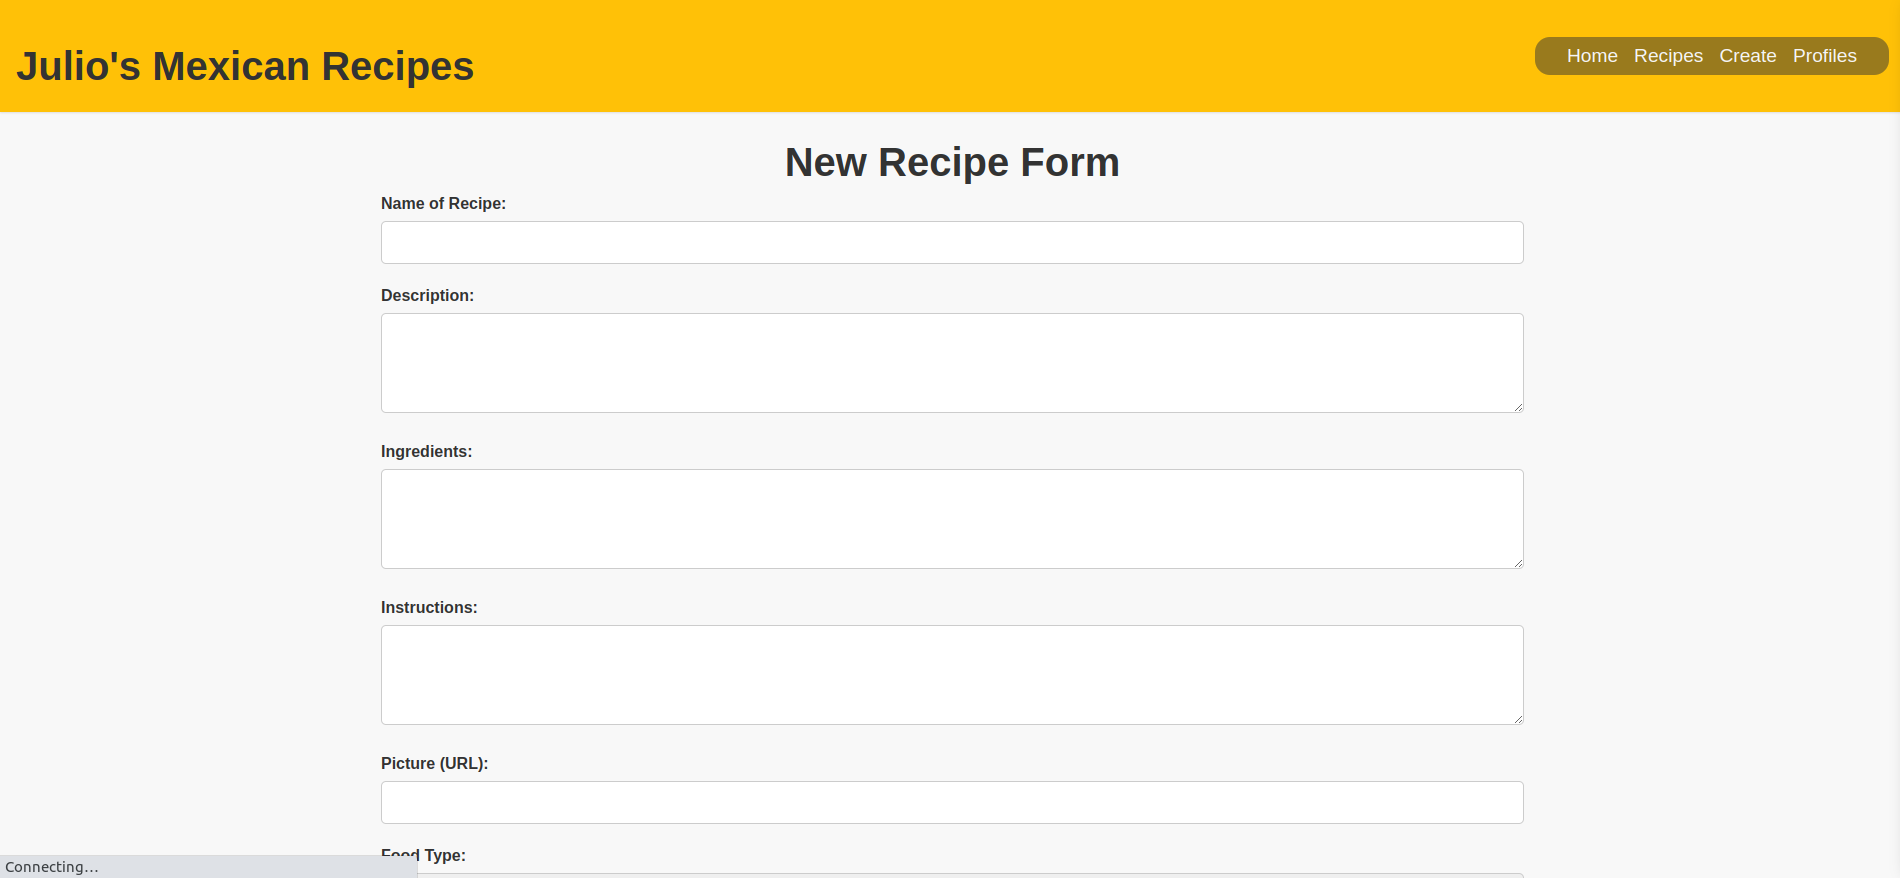 Julio's Mexican Recipes
Home Recipes Create Profiles
New Recipe Form
Name of Recipe:
Description:
Ingredients:
Instructions:
Picture (URL):
Food Type:
Connecting…